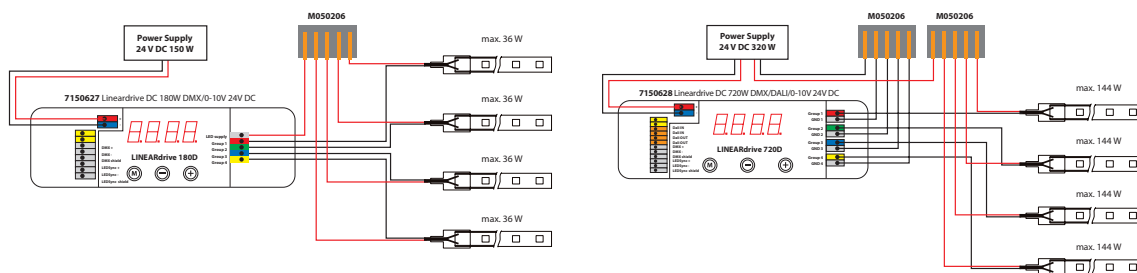 M050206
Power Supply
24 V DC 150 W
max. 36 W
7150627 Lineardrive DC 180W DMX/0-10V 24V DC
LED supply
Group 1
Group 2
Group 3
Group 4
DMX +
DMX -
DMX shield
LEDSync +
LEDSync -
LEDSync shield
LINEARdrive 180D
M
max. 36 W
max. 36 W
max. 36 W
M050206
M050206
Power Supply
24 V DC 320 W
max. 144 W
7150628 Lineardrive DC 720W DMX/DALI/0-10V 24V DC
Dali IN
Dali IN
Dali OUT
Dali OUT
DMX +
DMX -
DMX shield
LEDSync +
LEDSync -
LEDSync shield
LINEARdrive 720D
M
Group 1
GND 1
Group 2
GND 2
Group 3
GND 3
Group 4
GND 4
max. 144 W
max. 144 W
max. 144 W